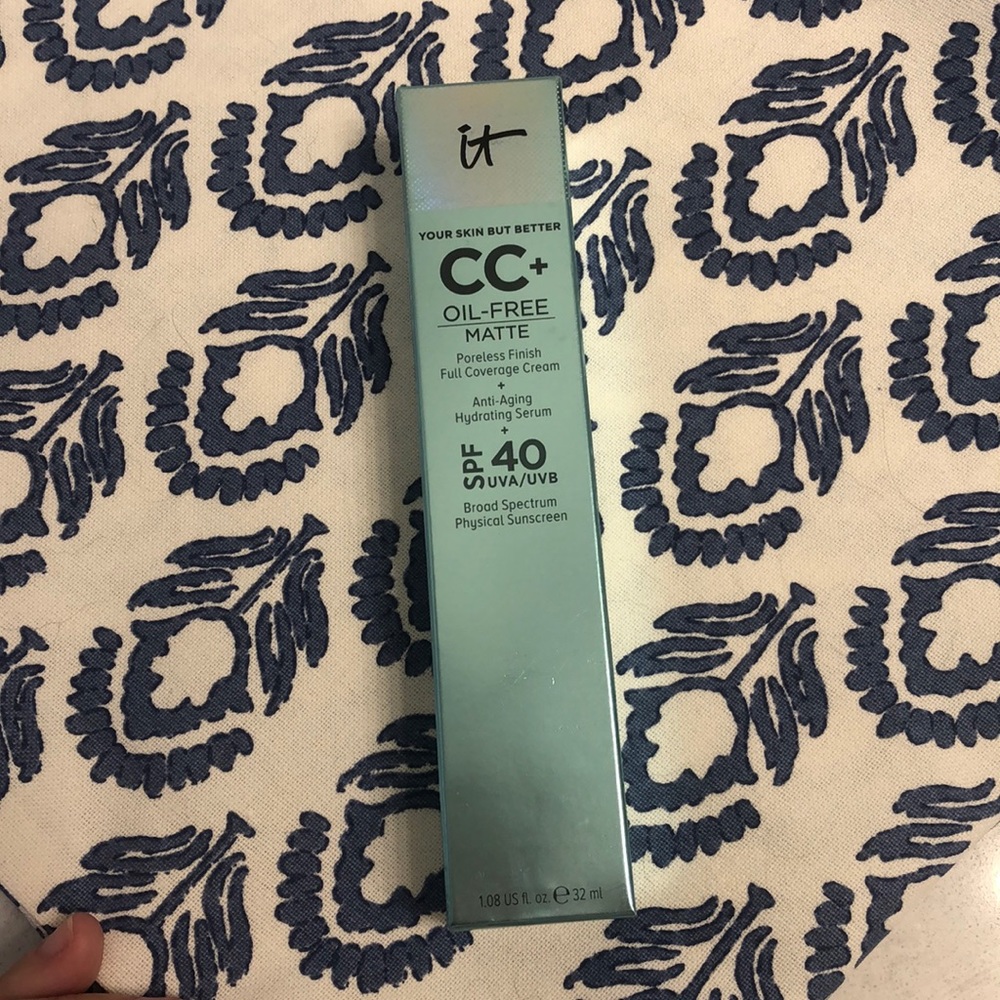 it
YOUR SKIN BUT BETTER
CC+
OIL-FREE
MATTE
Poreless Finish
Full Coverage Cream
+
Anti-Aging
Hydrating Serum
+
SPF 40
UVA/UVB
Broad Spectrum
Physical Sunscreen
1.08 US fl. oz. ℮ 32 ml